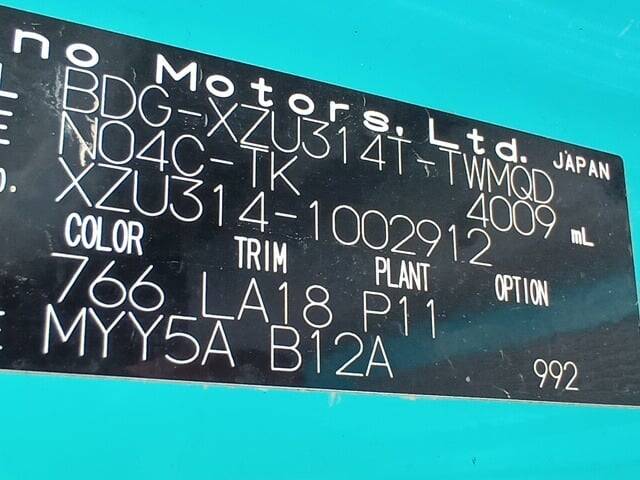 no Motors, Ltd. JAPAN
L BDG-XZU314T-TWMQD
E N04C-TK 4009 mL
O. XZU314-1002912
COLOR TRIM PLANT OPTION
766 LA18 P11
E MYY5A B12A 992